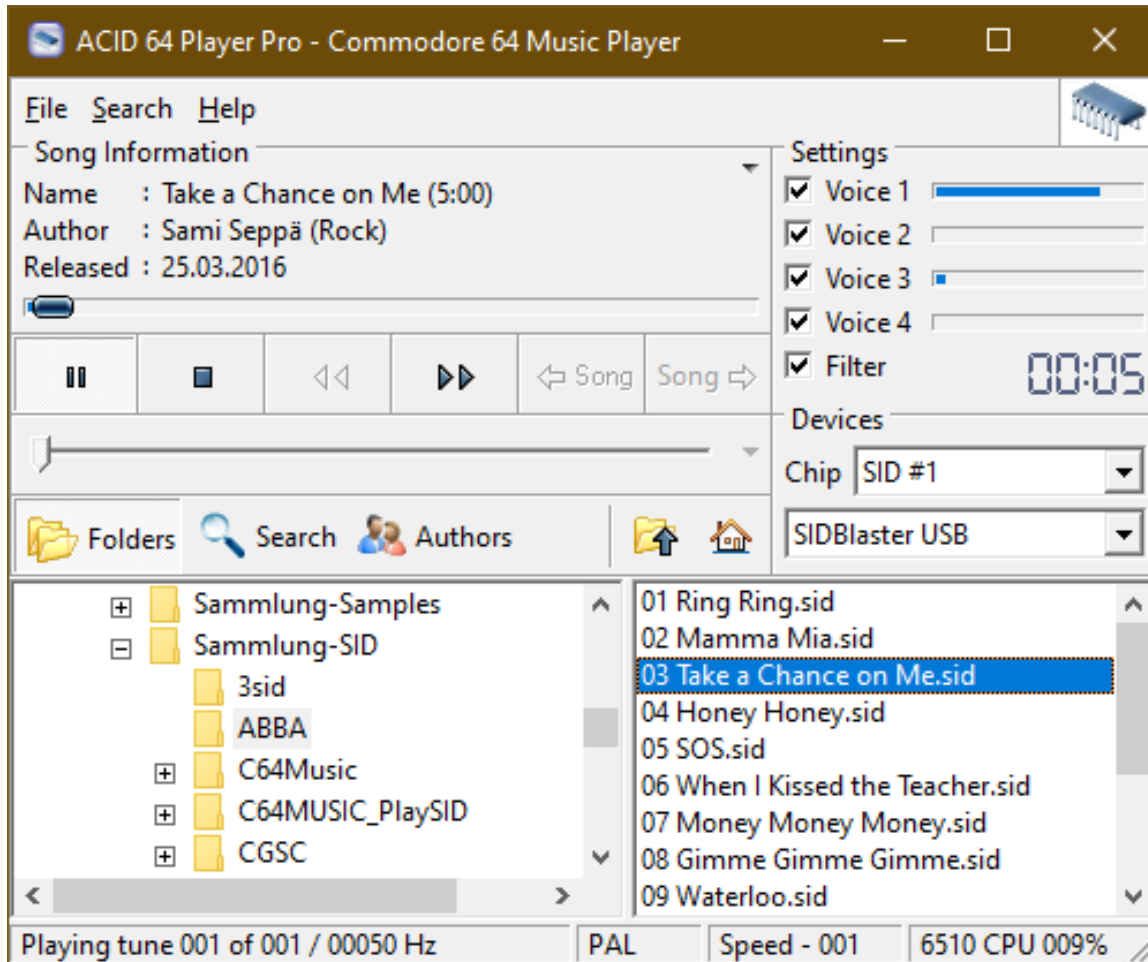 ACID 64 Player Pro - Commodore 64 Music Player
File Search Help
Song Information
Name : Take a Chance on Me (5:00)
Author : Sami Seppä (Rock)
Released : 25.03.2016
Song Song
Settings
Voice 1
Voice 2
Voice 3
Voice 4
Filter 00:05
Devices
Chip SID #1
SIDBlaster USB
Folders Search Authors
Sammlung-Samples
Sammlung-SID
3sid
ABBA
C64Music
C64MUSIC_PlaySID
CGSC
01 Ring Ring.sid
02 Mamma Mia.sid
03 Take a Chance on Me.sid
04 Honey Honey.sid
05 SOS.sid
06 When I Kissed the Teacher.sid
07 Money Money Money.sid
08 Gimme Gimme Gimme.sid
09 Waterloo.sid
Playing tune 001 of 001 / 00050 Hz PAL Speed - 001 6510 CPU 009%